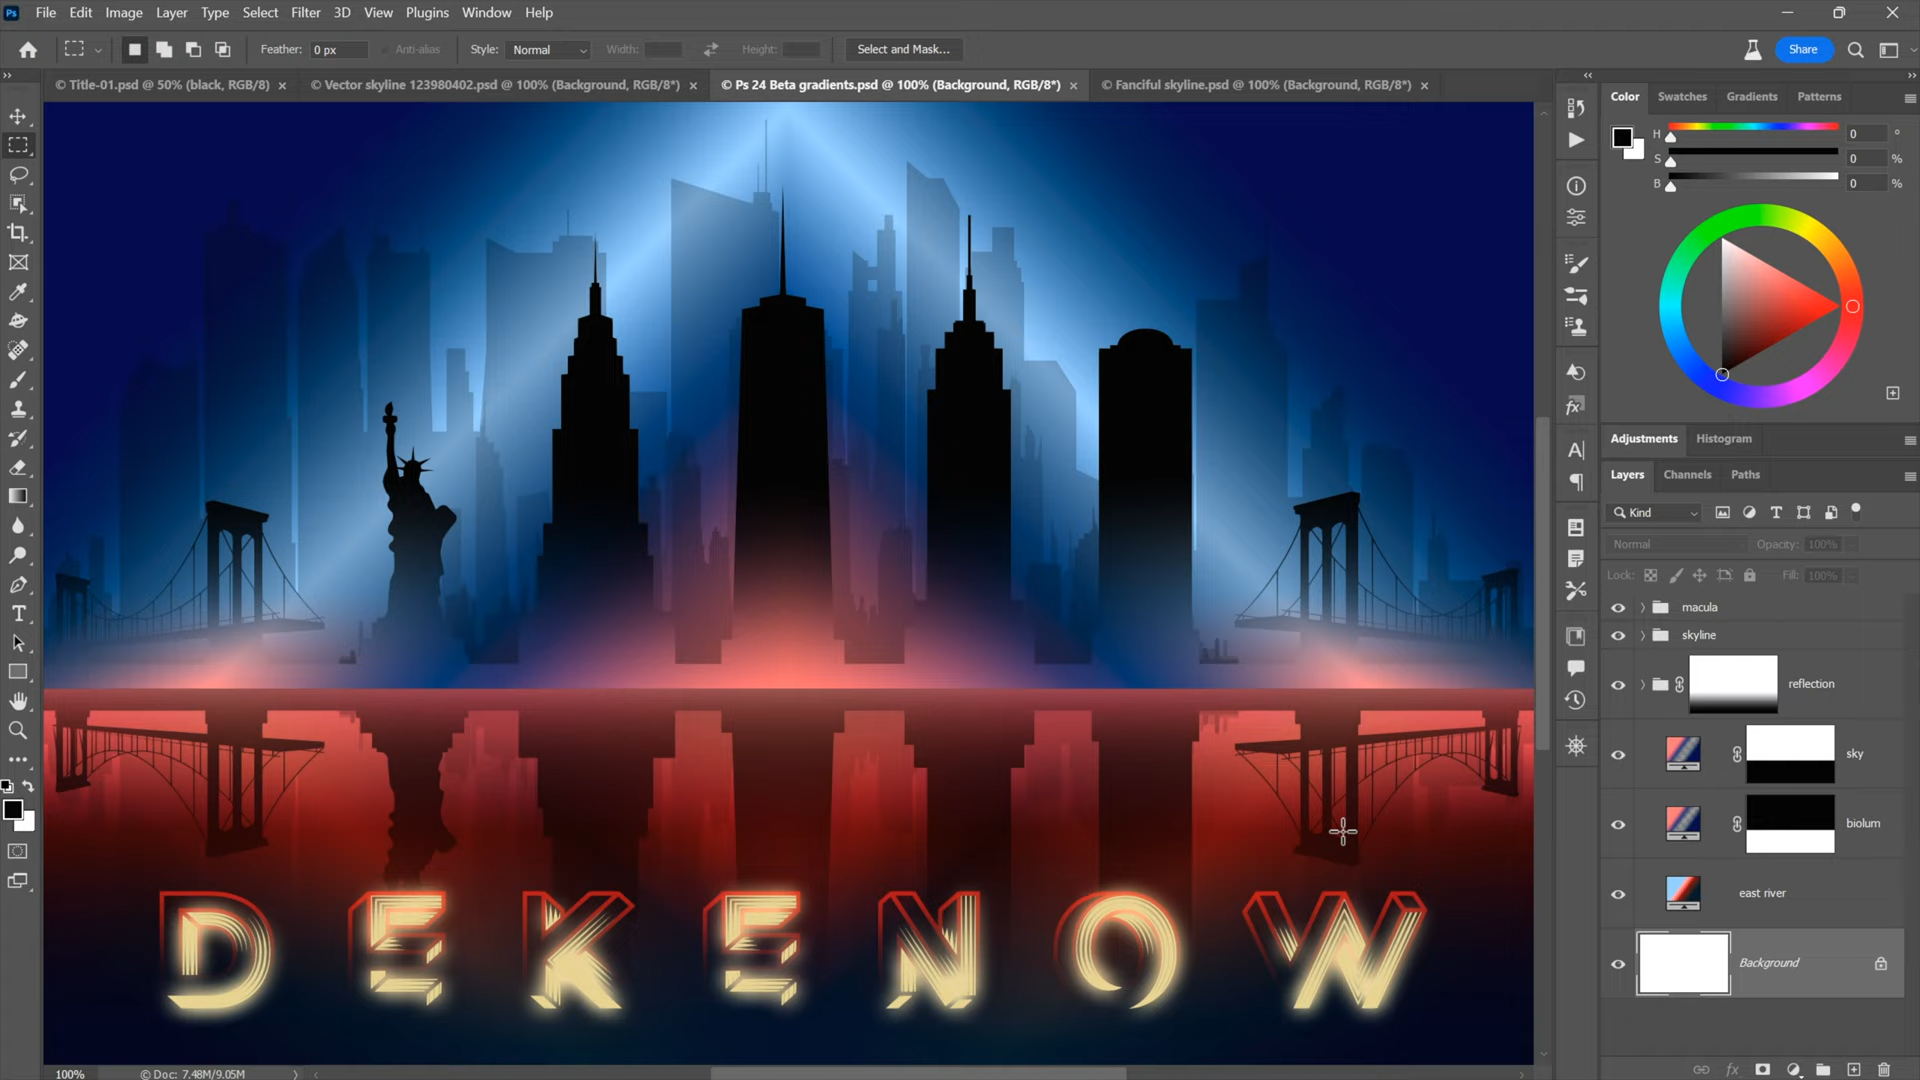 Ps File Edit Image Layer Type Select Filter 3D View Plugins Window Help
Feather: 0 px Anti-alias Style: Normal Width: Height: Select and Mask... Share
© Title-01.psd @ 50% (black, RGB/8) × © Vector skyline 123980402.psd @ 100% (Background, RGB/8*) × © Ps 24 Beta gradients.psd @ 100% (Background, RGB/8*) × © Fanciful skyline.psd @ 100% (Background, RGB/8*) ×
Color Swatches Gradients Patterns
H 0 °
S 0 %
B 0 %
Adjustments Histogram
Layers Channels Paths
Kind
Normal Opacity: 100%
Lock: Fill: 100%
macula
skyline
reflection
sky
biolum
east river
Background
DEKENOW
100% © Doc: 7.48M/9.05M